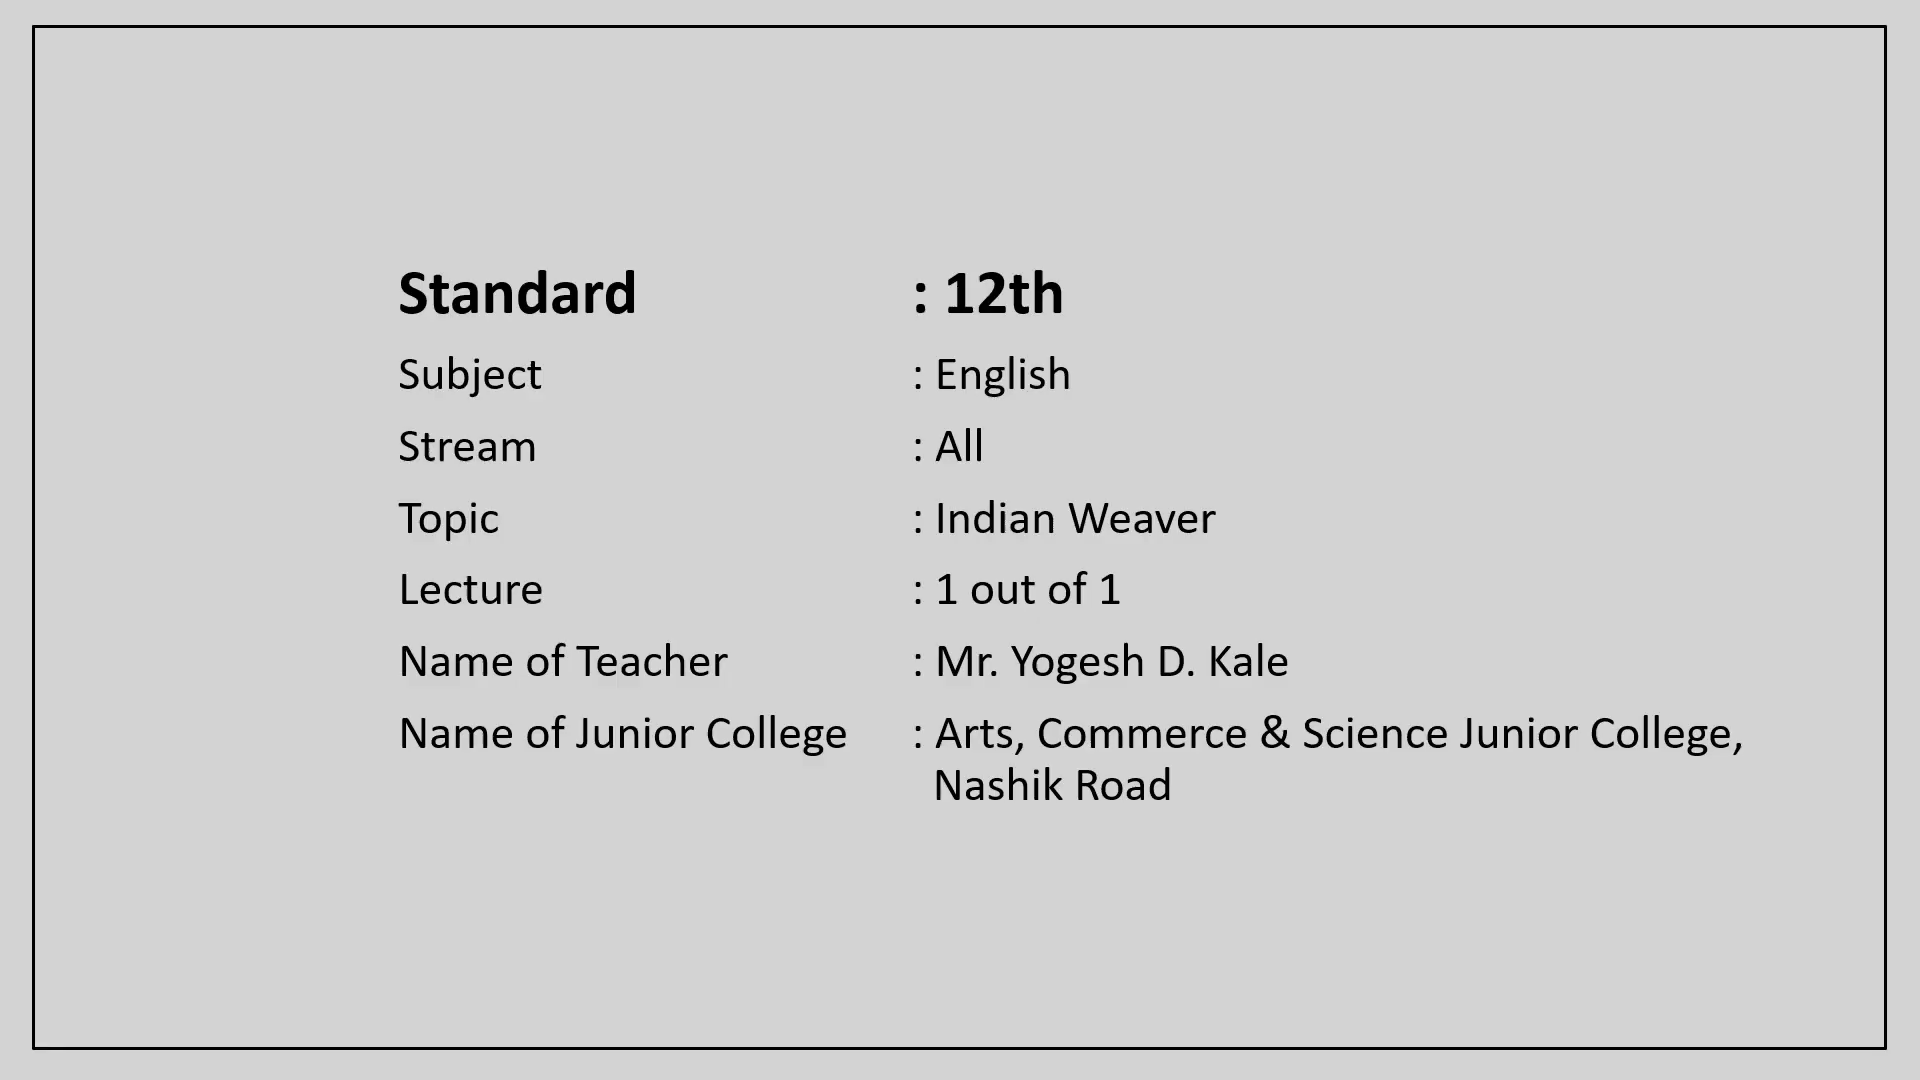 Standard : 12th
Subject : English
Stream : All
Topic : Indian Weaver
Lecture : 1 out of 1
Name of Teacher : Mr. Yogesh D. Kale
Name of Junior College : Arts, Commerce & Science Junior College,
Nashik Road